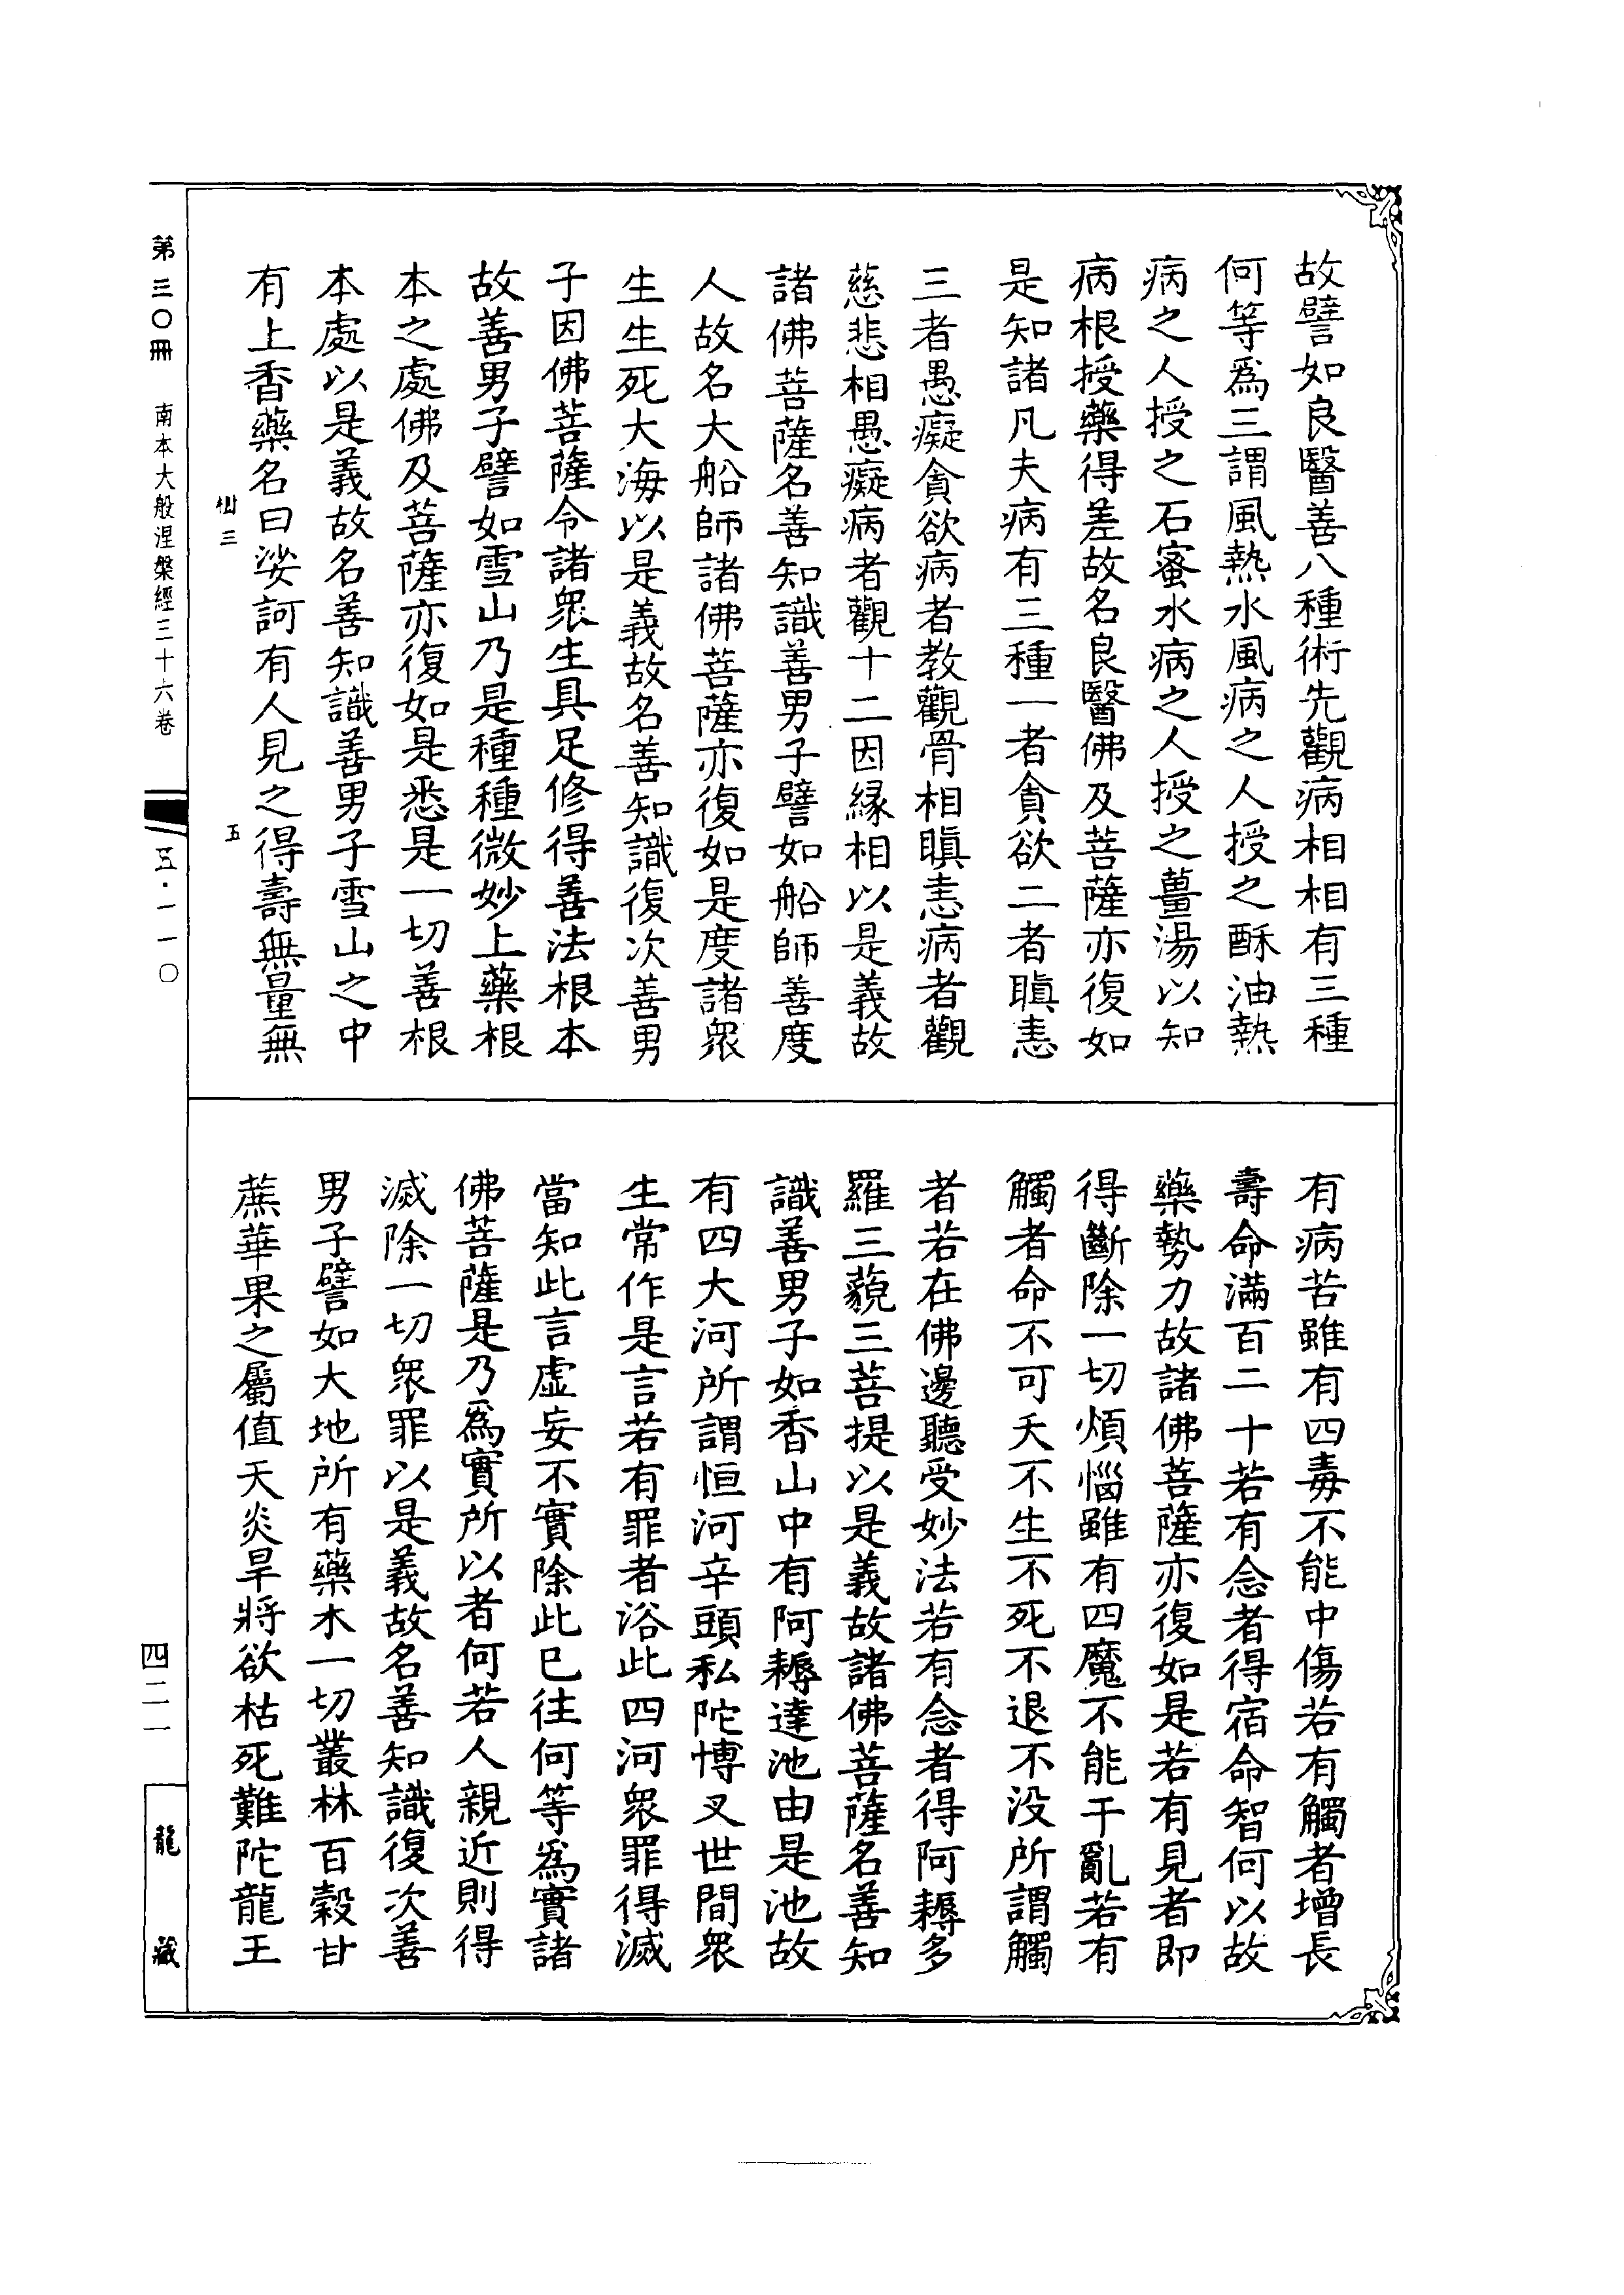 故譬如良醫善八種術先觀病相相有三種
何等爲三謂風熱水風病之人授之酥油熱
病之人授之石蜜水病之人授之薑湯以知
病根授藥得差故名良醫佛及菩薩亦復如
是知諸凡夫病有三種一者貪欲二者瞋恚
三者愚癡貪欲病者教觀骨相瞋恚病者觀
慈悲相愚癡病者觀十二因緣相以是義故
諸佛菩薩名善知識善男子譬如船師善度
人故名大船師諸佛菩薩亦復如是度諸衆
生生死大海以是義故名善知識復次善男
子因佛菩薩令諸衆生具足修得善法根本
故善男子譬如雪山乃是種種微妙上藥根
本之處佛及菩薩亦復如是悉是一切善根
本處以是義故名善知識善男子雪山之中
有上香藥名曰娑訶有人見之得壽無量無
有病苦雖有四毒不能中傷若有觸者增長
壽命滿百二十若有念者得宿命智何以故
藥勢力故諸佛菩薩亦復如是若有見者即
得斷除一切煩惱雖有四魔不能干亂若有
觸者命不可夭不生不死不退不没所謂觸
者若在佛邊聽受妙法若有念者得阿耨多
羅三藐三菩提以是義故諸佛菩薩名善知
識善男子如香山中有阿耨達池由是池故
有四大河所謂恒河辛頭私陀博叉世間衆
生常作是言若有罪者浴此四河衆罪得滅
當知此言虛妄不實除此已往何等爲實諸
佛菩薩是乃爲實所以者何若人親近則得
滅除一切衆罪以是義故名善知識復次善
男子譬如大地所有藥木一切叢林百穀甘
蔗華果之屬值天炎旱將欲枯死難陀龍王
第三〇冊 南本大般涅槃經三十六卷
三
五
五·一一〇
四二一
龍藏